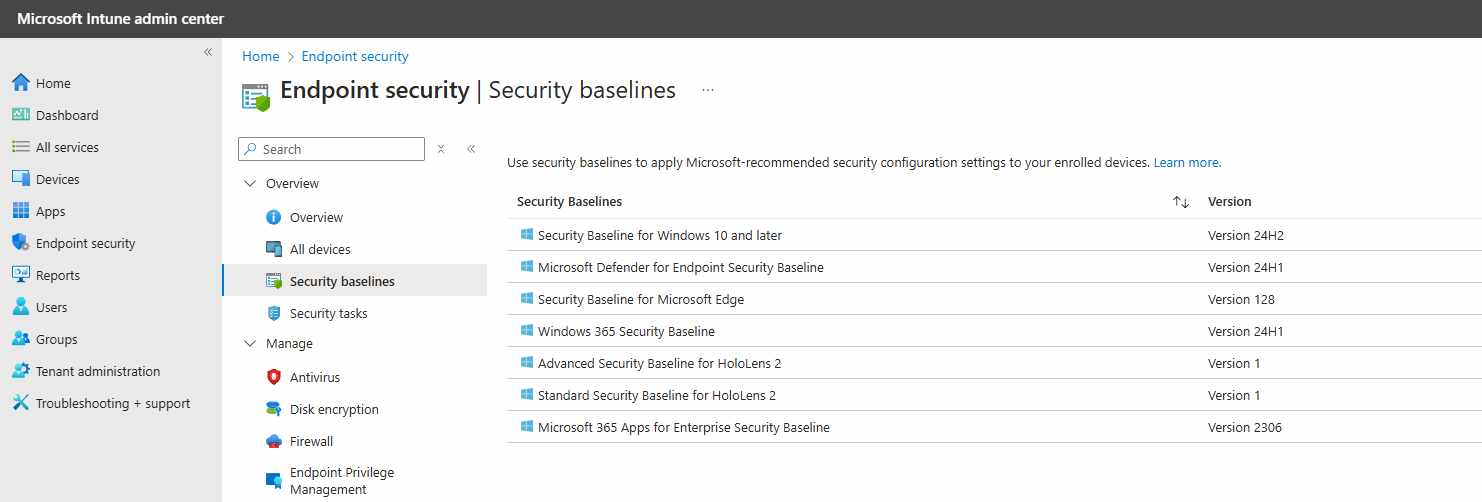 Microsoft Intune admin center
«
Home
Dashboard
All services
Devices
Apps
Endpoint security
Reports
Users
Groups
Tenant administration
Troubleshooting + support
Home > Endpoint security
Endpoint security | Security baselines ...
Search «
Overview
Overview
All devices
Security baselines
Security tasks
Manage
Antivirus
Disk encryption
Firewall
Endpoint Privilege
Management
Use security baselines to apply Microsoft-recommended security configuration settings to your enrolled devices. Learn more.
Security Baselines ↑↓ Version
Security Baseline for Windows 10 and later Version 24H2
Microsoft Defender for Endpoint Security Baseline Version 24H1
Security Baseline for Microsoft Edge Version 128
Windows 365 Security Baseline Version 24H1
Advanced Security Baseline for HoloLens 2 Version 1
Standard Security Baseline for HoloLens 2 Version 1
Microsoft 365 Apps for Enterprise Security Baseline Version 2306